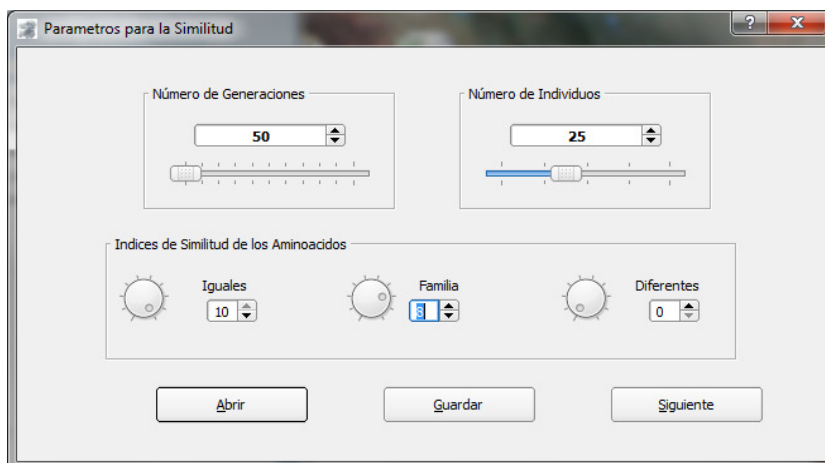 Parametros para la Similitud
Número de Generaciones
Número de Individuos
50
25
Indices de Similitud de los Aminoacidos
Iguales
Familia
Diferentes
10
8
0
Abrir
Guardar
Siguiente